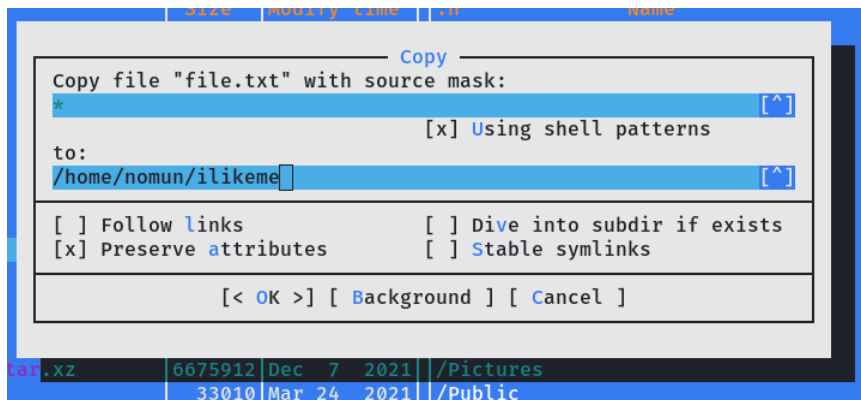 Size Modify time .n Name
Copy
Copy file "file.txt" with source mask:
* [^]
[x] Using shell patterns
to:
/home/nomun/ilikeme [^]
[ ] Follow links [ ] Dive into subdir if exists
[x] Preserve attributes [ ] Stable symlinks
[< OK >] [ Background ] [ Cancel ]
tar.xz 6675912 Dec 7 2021 /Pictures
33010 Mar 24 2021 /Public